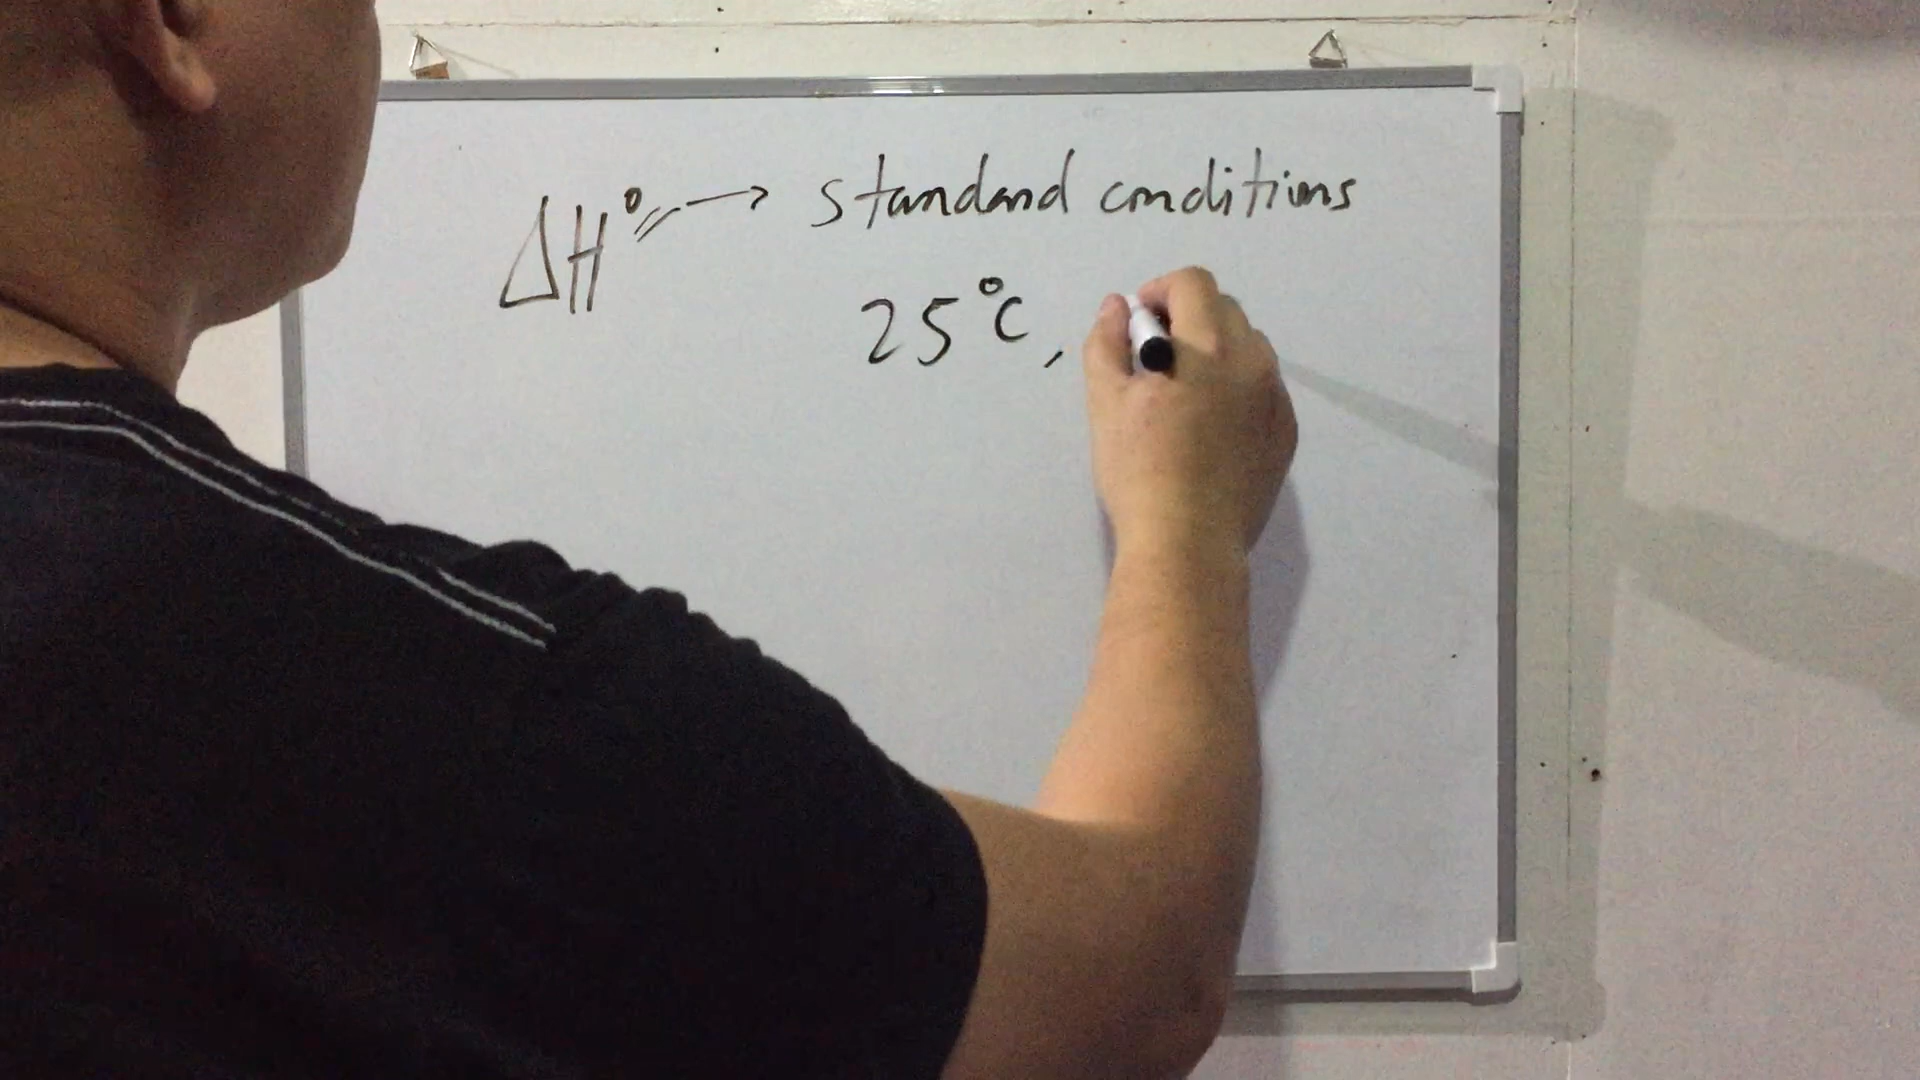 ΔH° → standard conditions
25°C,